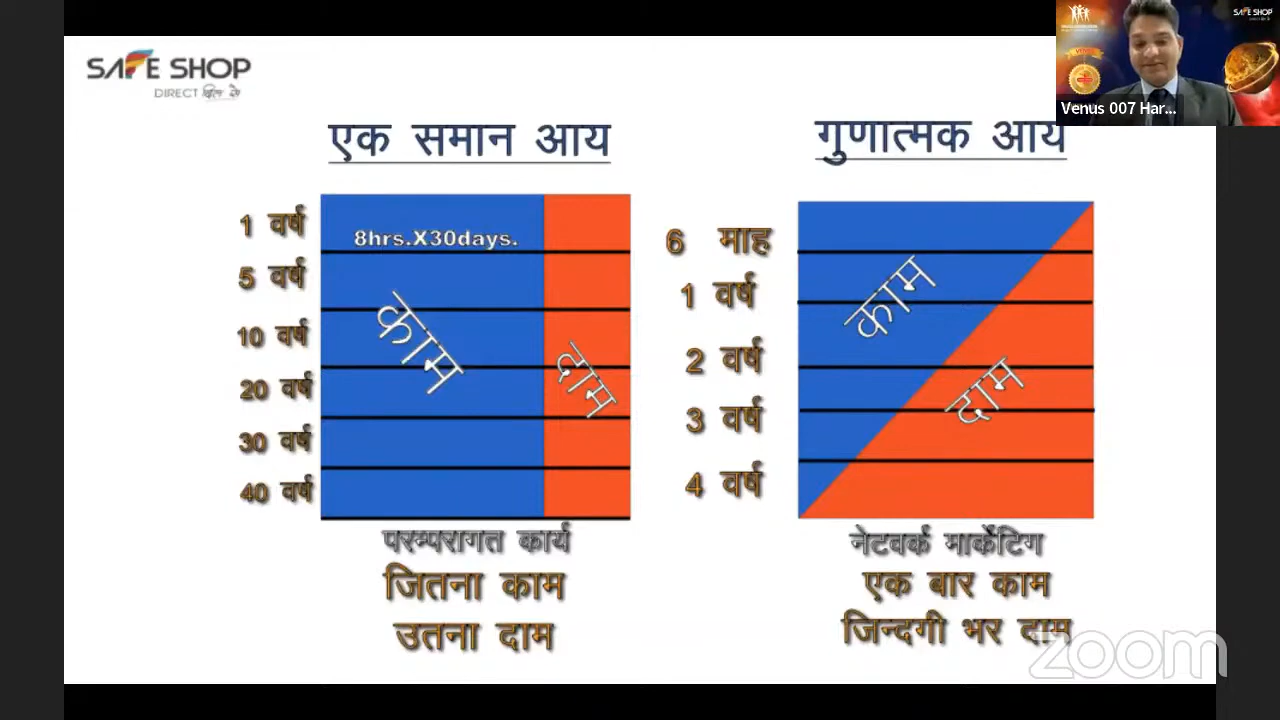 SAFE SHOP
DIRECT दिल से
एक समान आय
1 वर्ष
5 वर्ष
10 वर्ष
20 वर्ष
30 वर्ष
40 वर्ष
8hrs.X30days.
काम
दाम
परम्परागत कार्य
जितना काम
उतना दाम
गुणात्मक आय
6 माह
1 वर्ष
2 वर्ष
3 वर्ष
4 वर्ष
काम
दाम
नेटवर्क मार्केटिंग
एक बार काम
जिन्दगी भर दाम
SAFE SHOP
Venus 007 Har...
zoom